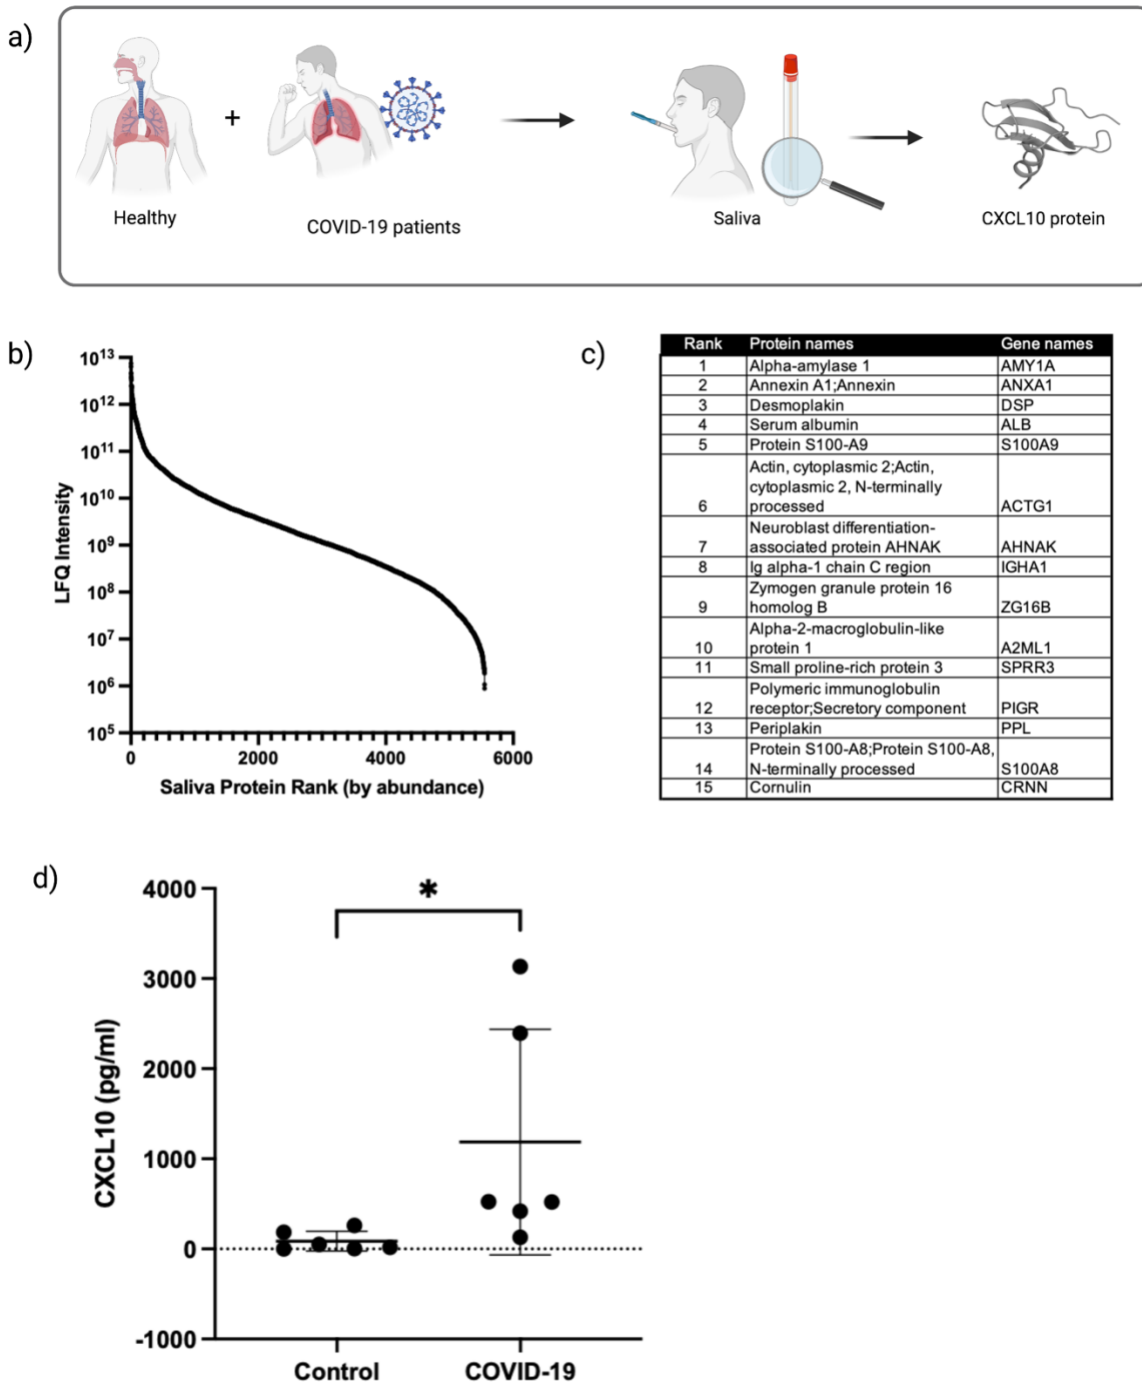 a)
+
Healthy
COVID-19 patients
Saliva
CXCL10 protein
b)
10¹³
10¹²
10¹¹
10¹⁰
10⁹
10⁸
10⁷
10⁶
10⁵
LFQ Intensity
0
2000
4000
6000
Saliva Protein Rank (by abundance)
c)
Rank Protein names Gene names
1 Alpha-amylase 1 AMY1A
2 Annexin A1;Annexin ANXA1
3 Desmoplakin DSP
4 Serum albumin ALB
5 Protein S100-A9 S100A9
Actin, cytoplasmic 2;Actin,
cytoplasmic 2, N-terminally
6 processed ACTG1
Neuroblast differentiation-
7 associated protein AHNAK AHNAK
8 Ig alpha-1 chain C region IGHA1
Zymogen granule protein 16
9 homolog B ZG16B
Alpha-2-macroglobulin-like
10 protein 1 A2ML1
11 Small proline-rich protein 3 SPRR3
Polymeric immunoglobulin
12 receptor;Secretory component PIGR
13 Periplakin PPL
Protein S100-A8;Protein S100-A8,
14 N-terminally processed S100A8
15 Cornulin CRNN
d)
4000
3000
2000
1000
0
-1000
CXCL10 (pg/ml)
*
Control
COVID-19